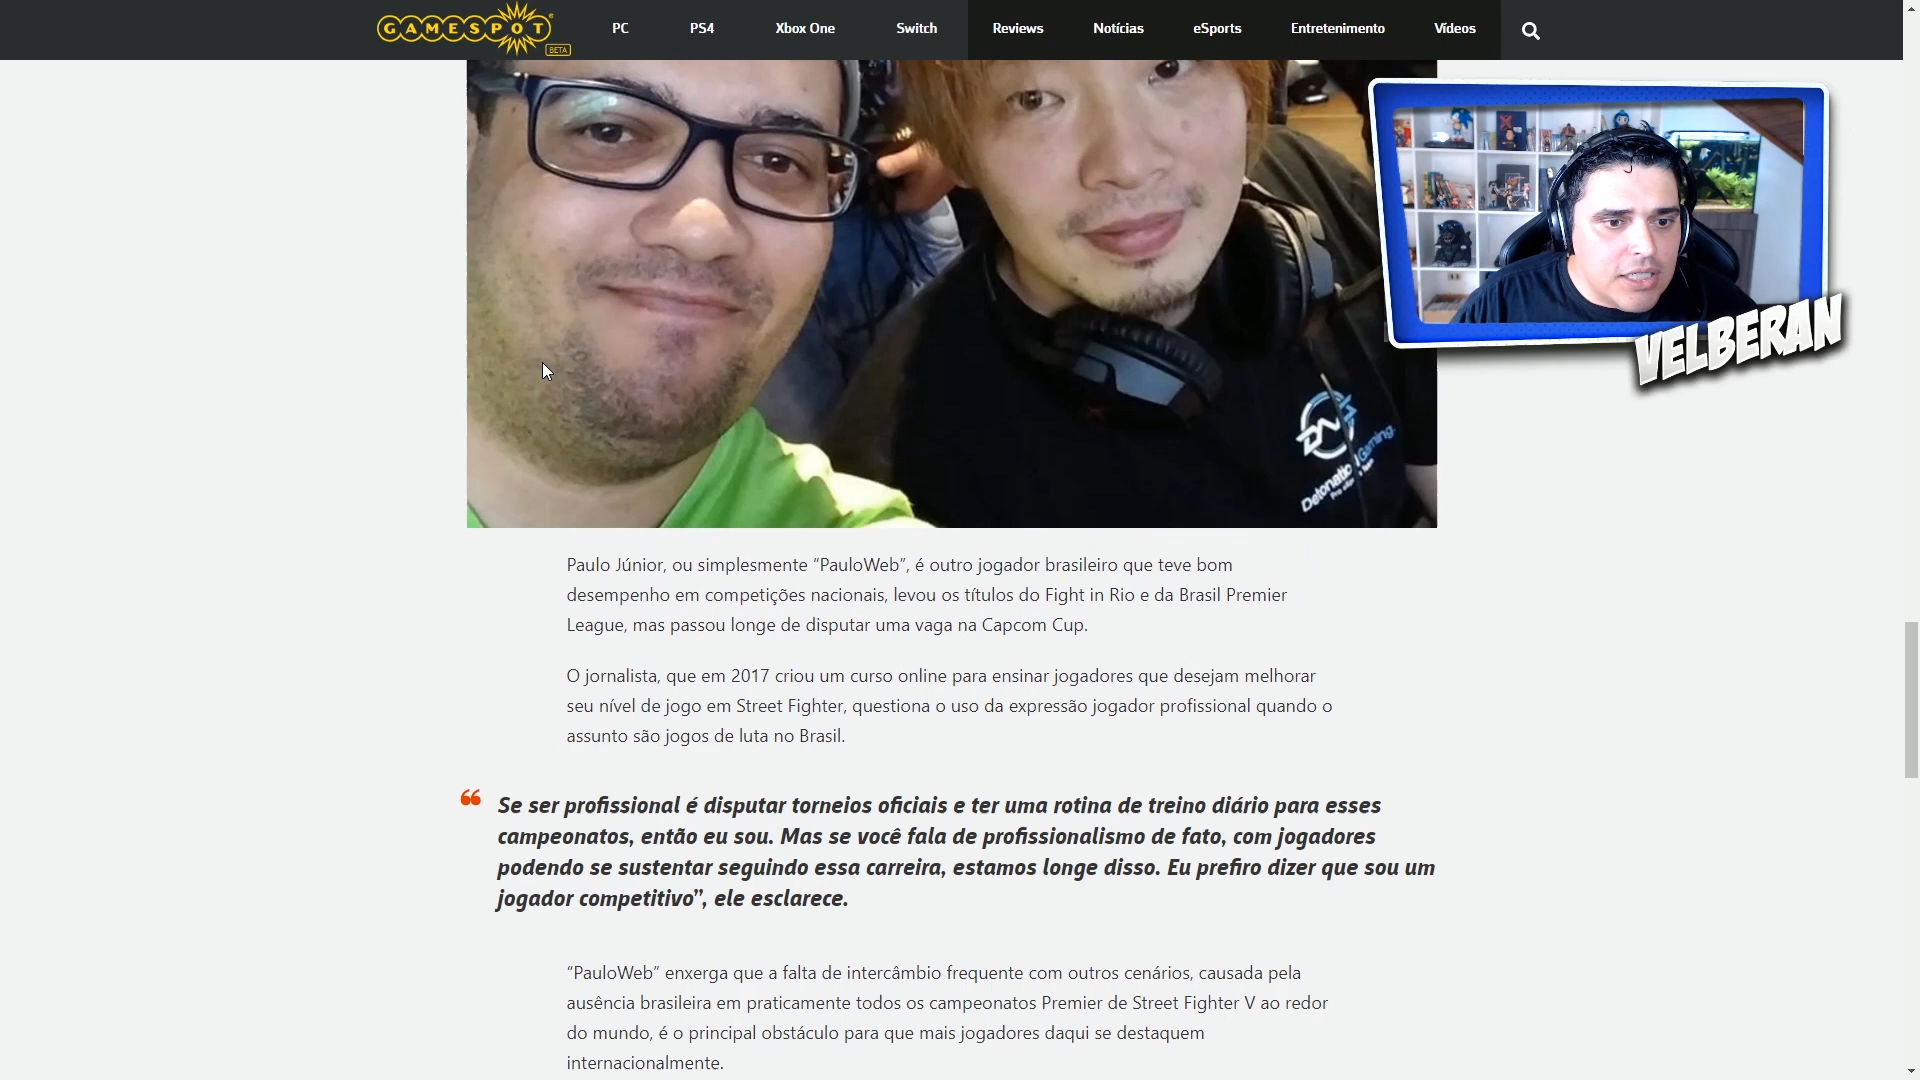 GAMESPOT
BETA
PC PS4 Xbox One Switch Reviews Notícias eSports Entretenimento Vídeos
VELBERAN
DNG
Detonation Gaming.
Paulo Júnior, ou simplesmente “PauloWeb”, é outro jogador brasileiro que teve bom
desempenho em competições nacionais, levou os títulos do Fight in Rio e da Brasil Premier
League, mas passou longe de disputar uma vaga na Capcom Cup.
O jornalista, que em 2017 criou um curso online para ensinar jogadores que desejam melhorar
seu nível de jogo em Street Fighter, questiona o uso da expressão jogador profissional quando o
assunto são jogos de luta no Brasil.
“ Se ser profissional é disputar torneios oficiais e ter uma rotina de treino diário para esses
campeonatos, então eu sou. Mas se você fala de profissionalismo de fato, com jogadores
podendo se sustentar seguindo essa carreira, estamos longe disso. Eu prefiro dizer que sou um
jogador competitivo”, ele esclarece.
“PauloWeb” enxerga que a falta de intercâmbio frequente com outros cenários, causada pela
ausência brasileira em praticamente todos os campeonatos Premier de Street Fighter V ao redor
do mundo, é o principal obstáculo para que mais jogadores daqui se destaquem
internacionalmente.